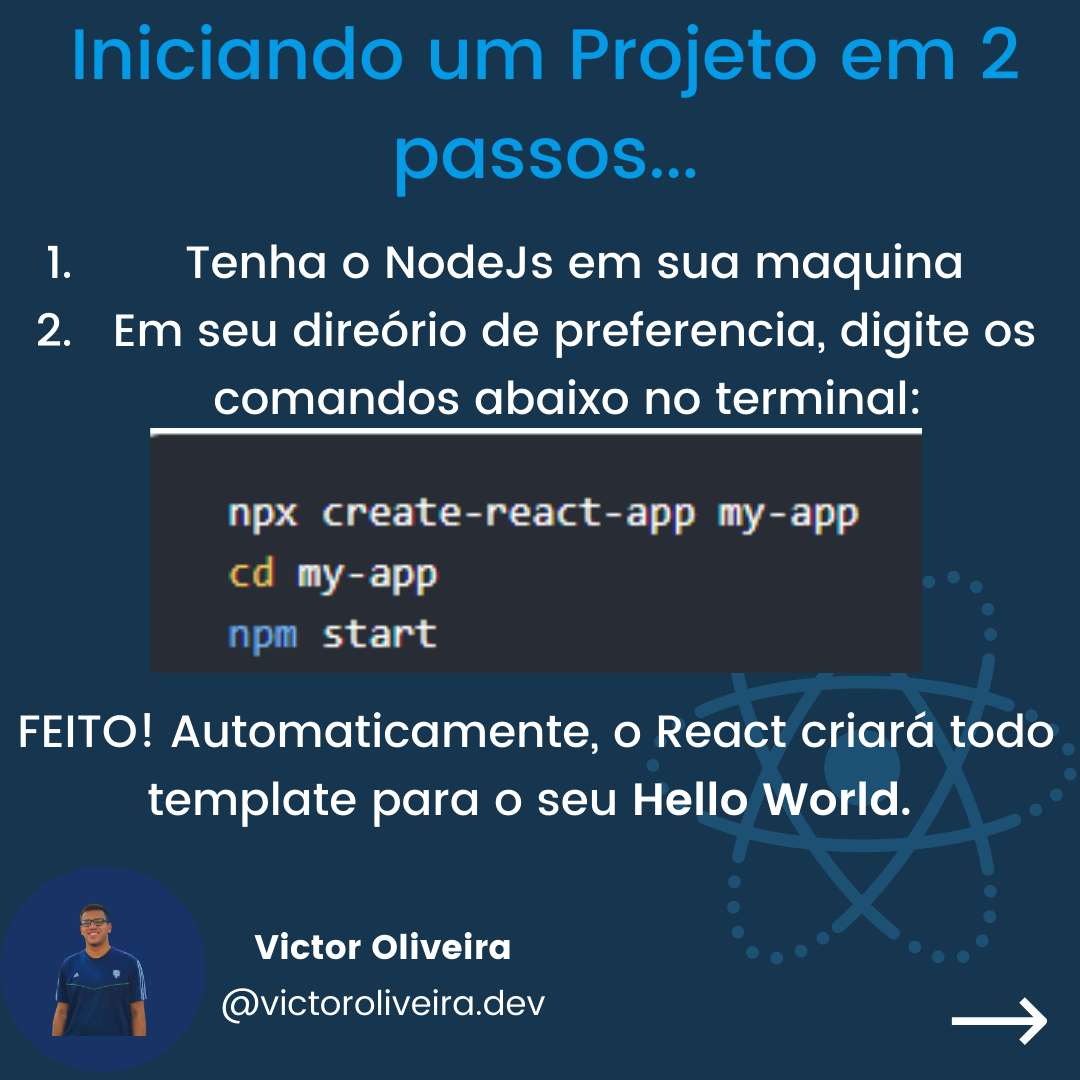 Iniciando um Projeto em 2
passos...
1. Tenha o NodeJs em sua maquina
2. Em seu direório de preferencia, digite os
comandos abaixo no terminal:
npx create-react-app my-app
cd my-app
npm start
FEITO! Automaticamente, o React criará todo
template para o seu Hello World.
Victor Oliveira
@victoroliveira.dev